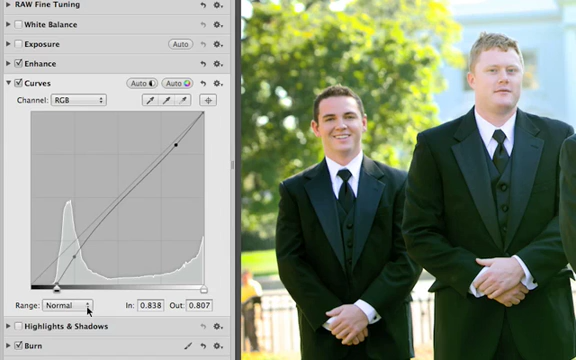 RAW Fine Tuning
White Balance
Exposure Auto
Enhance
Curves Auto Auto
Channel: RGB
Range: Normal In: 0.838 Out: 0.807
Highlights & Shadows
Burn